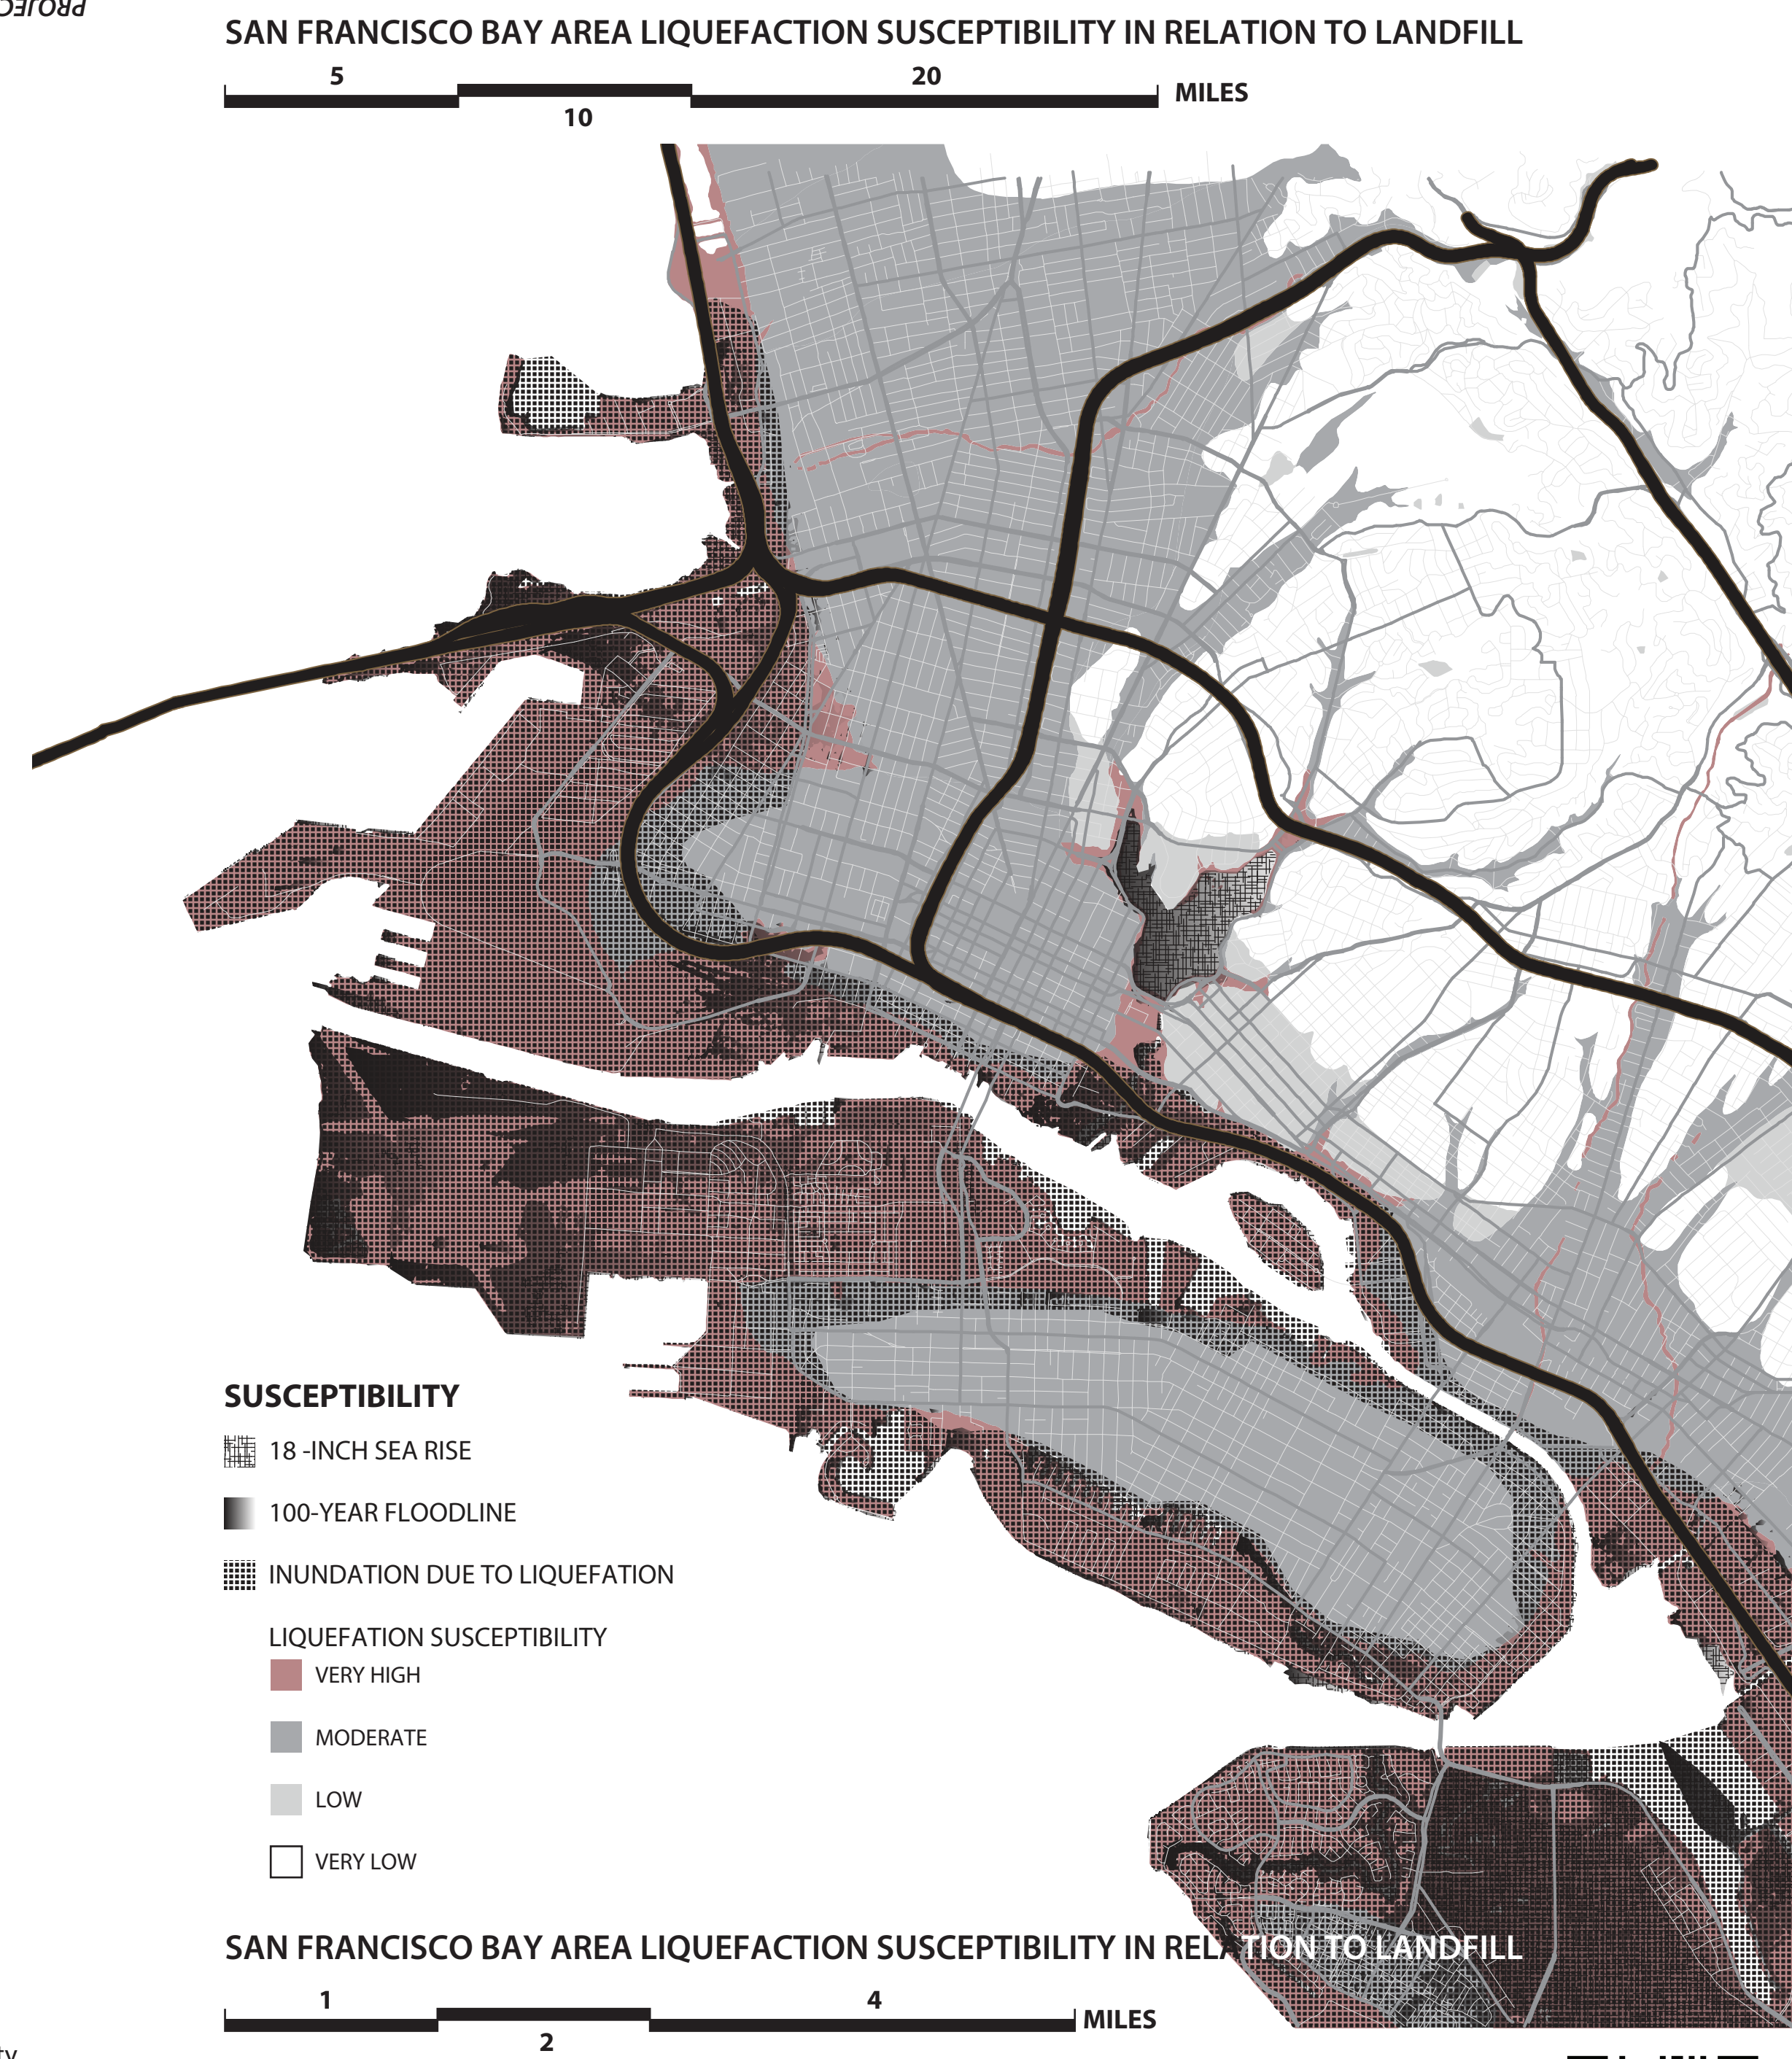 PROJEC
SAN FRANCISCO BAY AREA LIQUEFACTION SUSCEPTIBILITY IN RELATION TO LANDFILL
5
20
MILES
10
SUSCEPTIBILITY
18 -INCH SEA RISE
100-YEAR FLOODLINE
INUNDATION DUE TO LIQUEFATION
LIQUEFATION SUSCEPTIBILITY
VERY HIGH
MODERATE
LOW
VERY LOW
SAN FRANCISCO BAY AREA LIQUEFACTION SUSCEPTIBILITY IN RELATION TO LANDFILL
1
4
MILES
2